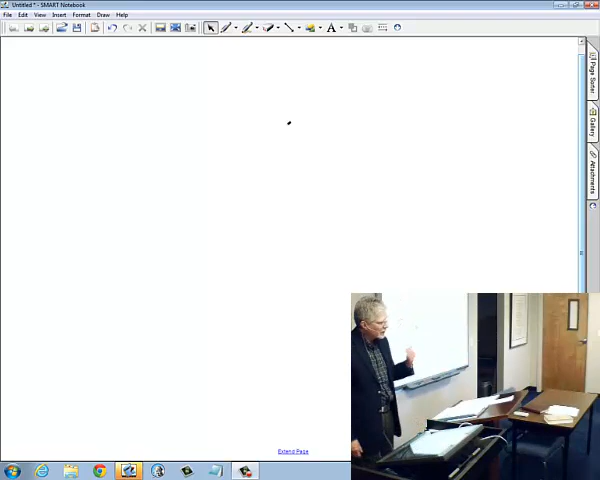 Untitled * - SMART Notebook
File Edit View Insert Format Draw Help
Page Sorter
Gallery
Attachments
Extend Page